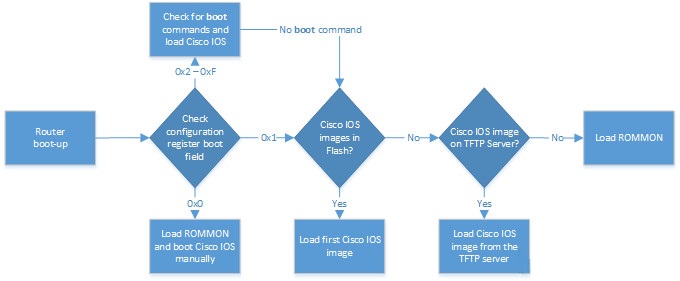 Check for boot
commands and
load Cisco IOS
No boot command
0x2 – 0xF
Router
boot-up
Check
configuration
register boot
field
0x1
Cisco IOS
images in
Flash?
No
Cisco IOS image
on TFTP Server?
No
Load ROMMON
0x0
Yes
Yes
Load ROMMON
and boot Cisco IOS
manually
Load first Cisco IOS
image
Load Cisco IOS
image from the
TFTP server